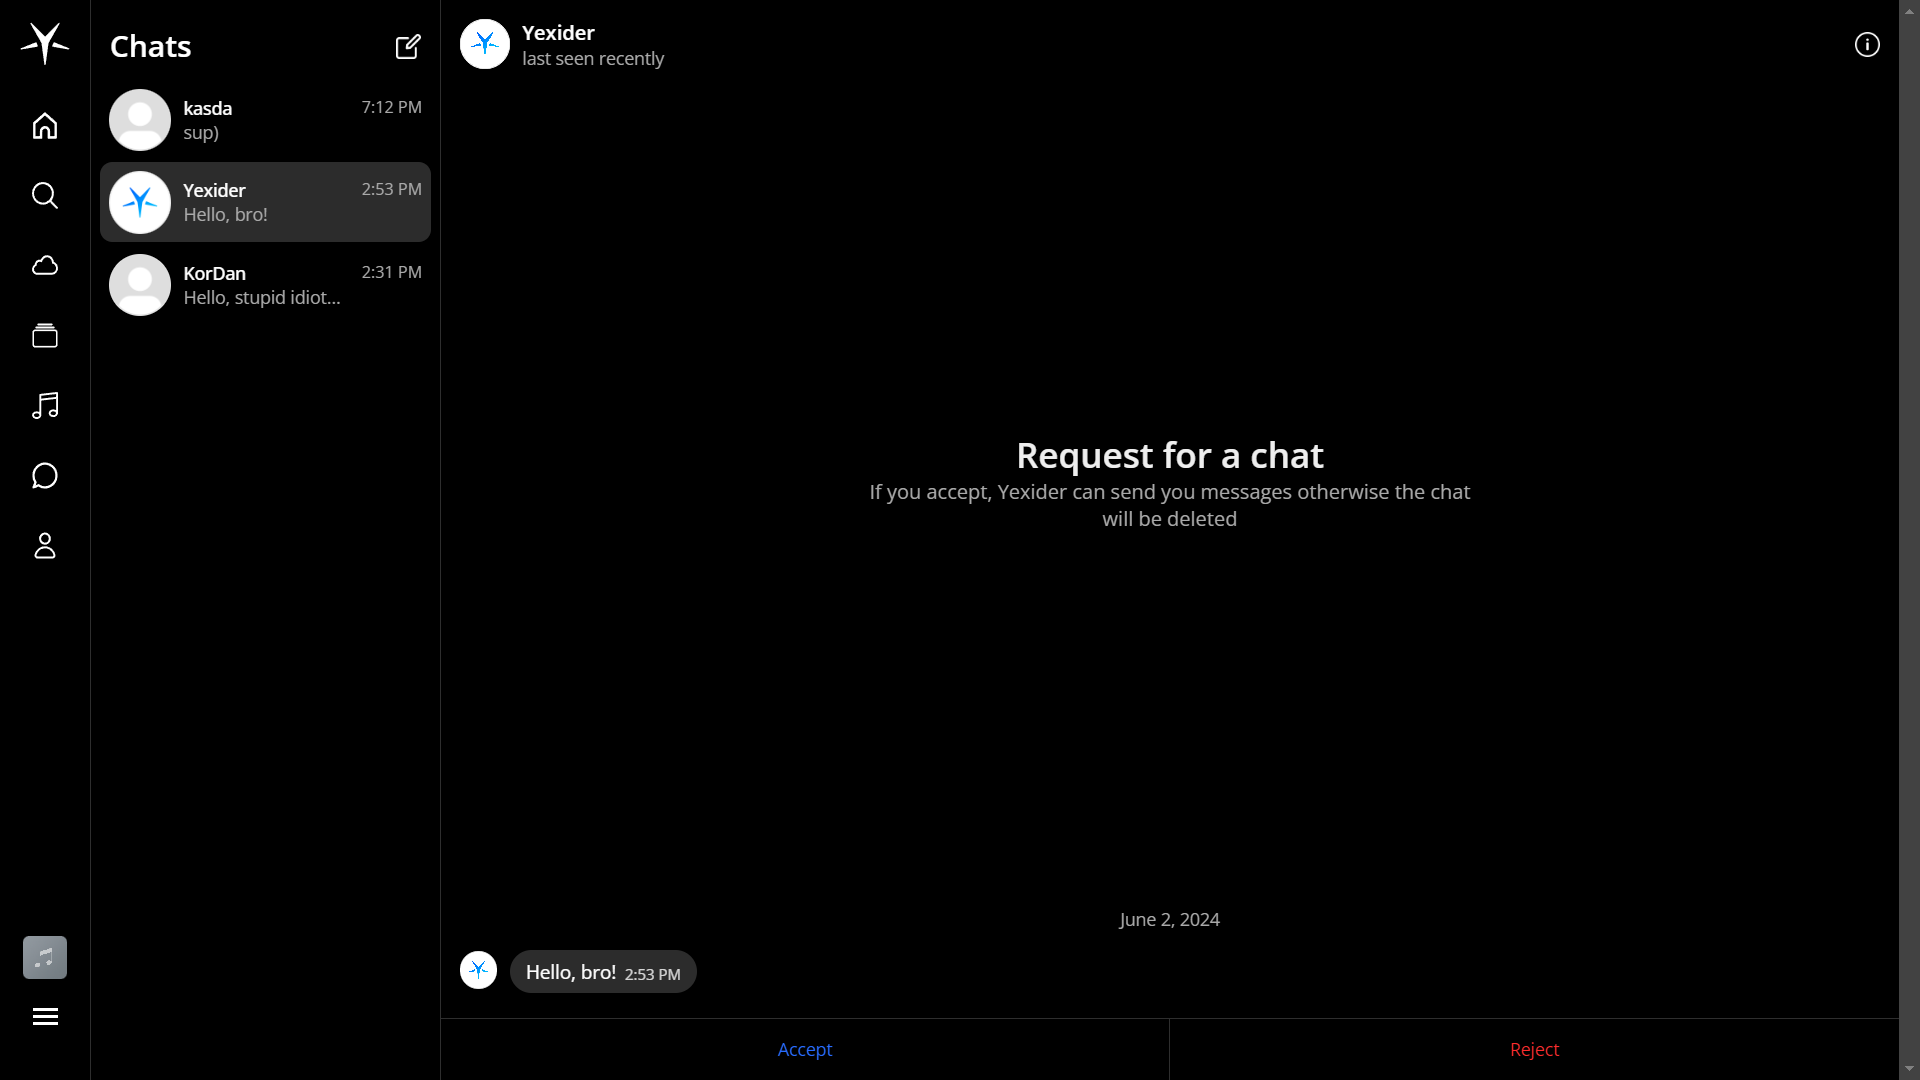 Chats
kasda
7:12 PM
sup)
Yexider
2:53 PM
Hello, bro!
KorDan
2:31 PM
Hello, stupid idiot...
Yexider
last seen recently
Request for a chat
If you accept, Yexider can send you messages otherwise the chat
will be deleted
June 2, 2024
Hello, bro! 2:53 PM
Accept
Reject